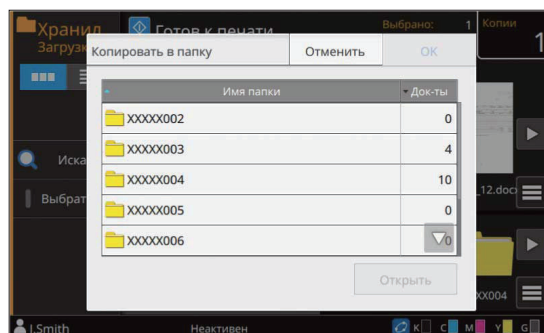 Хранил
Готов к печати
Выбрано: 1
Копии
1
Загрузк
Копировать в папку
Отменить
OK
Имя папки
Док-ты
XXXXX002 0
XXXXX003 4
XXXXX004 10
XXXXX005 0
XXXXX006 0
Открыть
Иска
Выбрат
_12.doc
XX004
J.Smith
Неактивен
K C M Y G